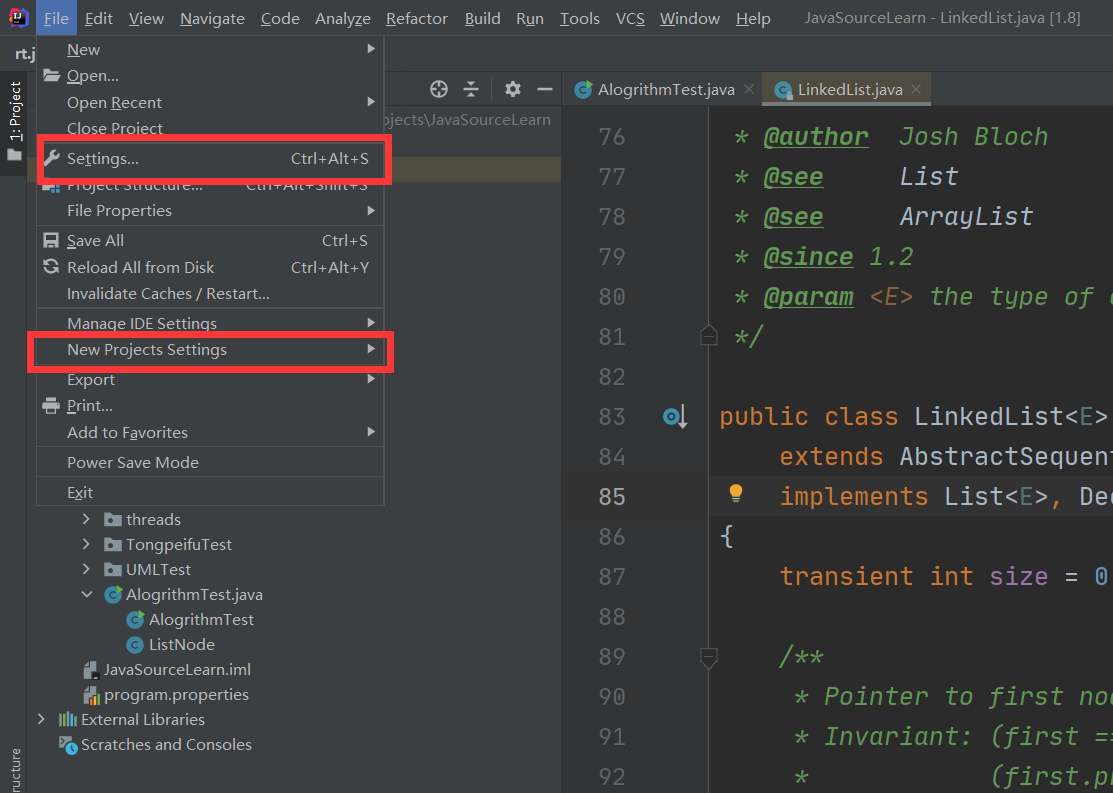 File Edit View Navigate Code Analyze Refactor Build Run Tools VCS Window Help JavaSourceLearn - LinkedList.java [1.8]
rt.j
New
Open...
Open Recent
Close Project
Settings... Ctrl+Alt+S
Project Structure... Ctrl+Alt+Shift+S
File Properties
Save All Ctrl+S
Reload All from Disk Ctrl+Alt+Y
Invalidate Caches / Restart...
Manage IDE Settings
New Projects Settings
Export
Print...
Add to Favorites
Power Save Mode
Exit
1: Project
ojects\JavaSourceLearn
threads
TongpeifuTest
UMLTest
AlogrithmTest.java
AlogrithmTest
ListNode
JavaSourceLearn.iml
program.properties
External Libraries
Scratches and Consoles
ructure
AlogrithmTest.java LinkedList.java
76 * @author Josh Bloch
77 * @see List
78 * @see ArrayList
79 * @since 1.2
80 * @param <E> the type of
81 */
82
83 public class LinkedList<E>
84 extends AbstractSequent
85 implements List<E>, Dec
86 {
87 transient int size = 0
88
89 /**
90 * Pointer to first noc
91 * Invariant: (first ==
92 * (first.pr